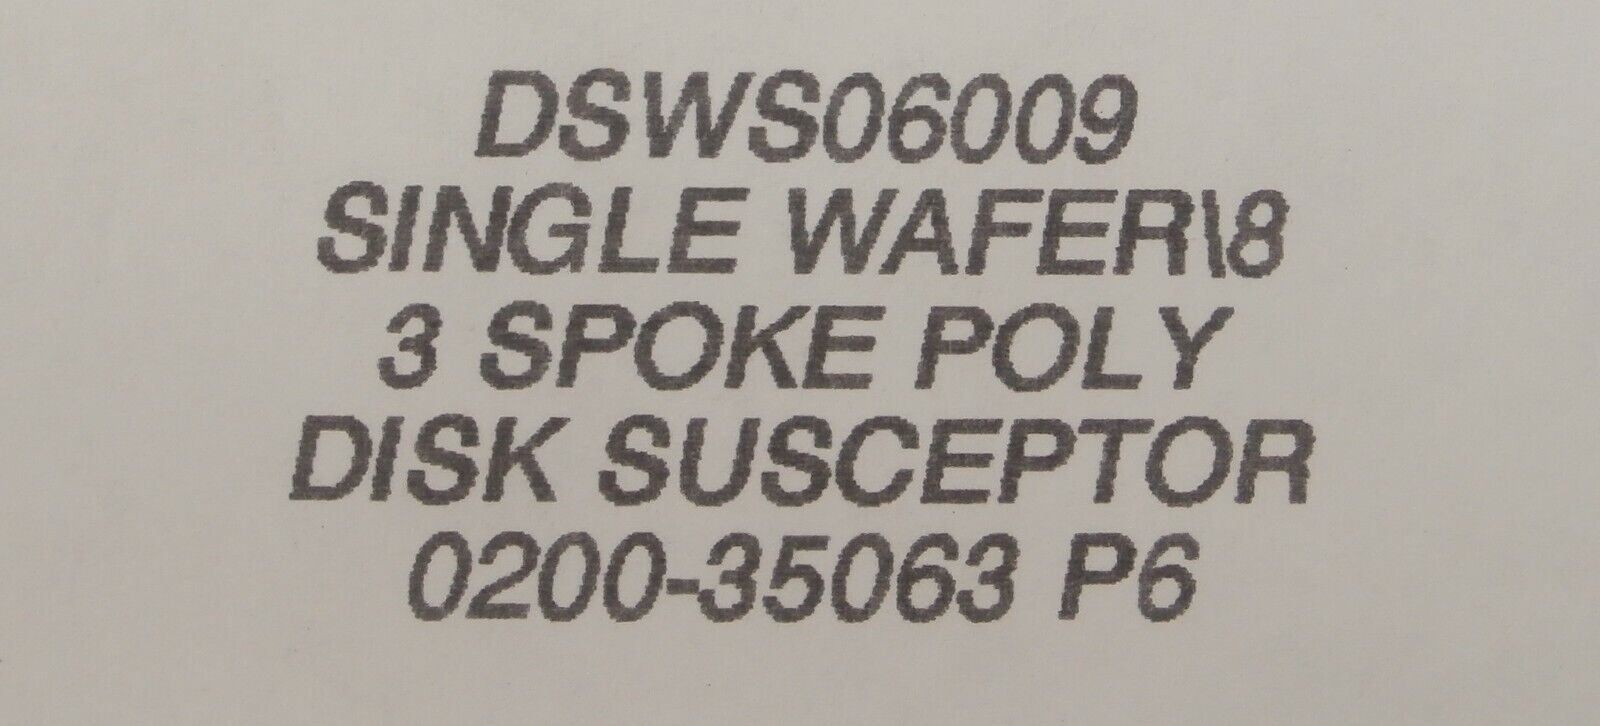 DSWS06009
SINGLE WAFER\8
3 SPOKE POLY
DISK SUSCEPTOR
0200-35063 P6